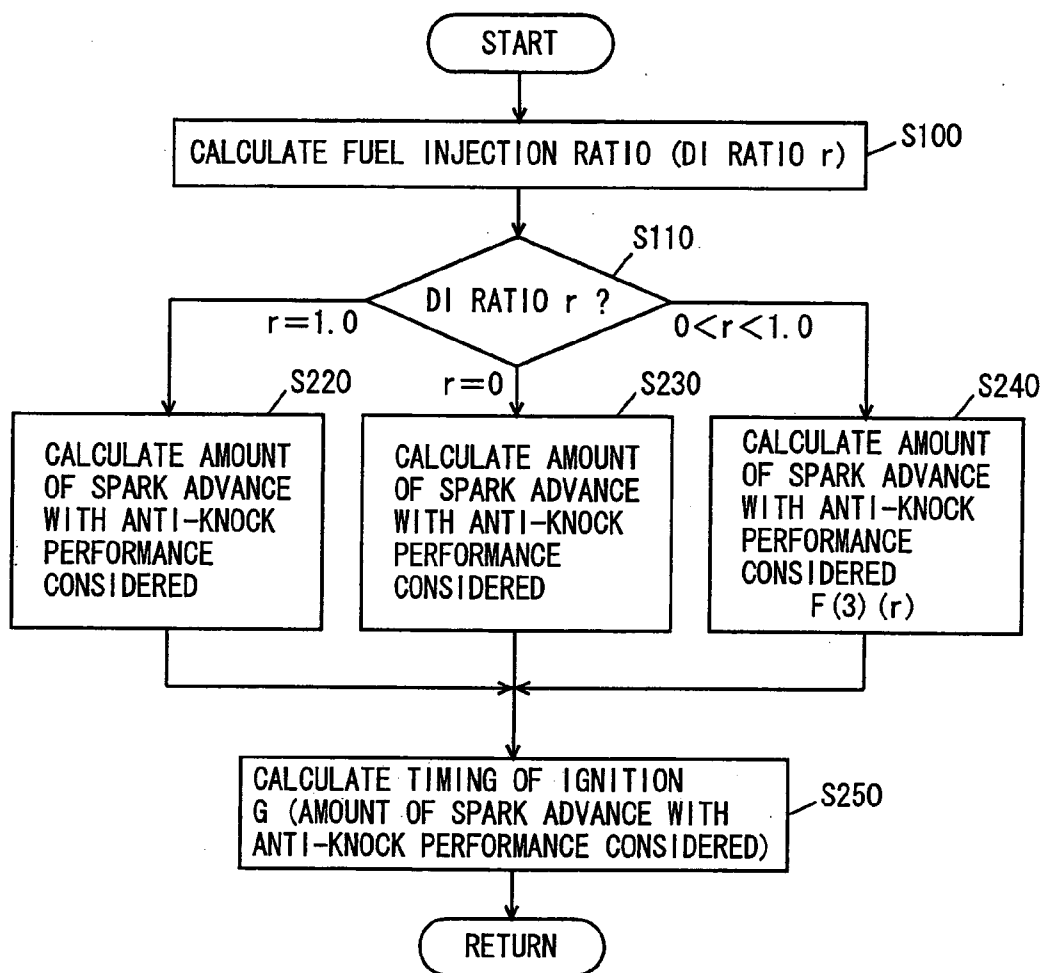 START
CALCULATE FUEL INJECTION RATIO (DI RATIO r)
S100
S110
DI RATIO r ?
r=1.0
r=0
0<r<1.0
S220
CALCULATE AMOUNT
OF SPARK ADVANCE
WITH ANTI-KNOCK
PERFORMANCE
CONSIDERED
S230
CALCULATE AMOUNT
OF SPARK ADVANCE
WITH ANTI-KNOCK
PERFORMANCE
CONSIDERED
S240
CALCULATE AMOUNT
OF SPARK ADVANCE
WITH ANTI-KNOCK
PERFORMANCE
CONSIDERED
F(3)(r)
CALCULATE TIMING OF IGNITION
G (AMOUNT OF SPARK ADVANCE WITH
ANTI-KNOCK PERFORMANCE CONSIDERED)
S250
RETURN